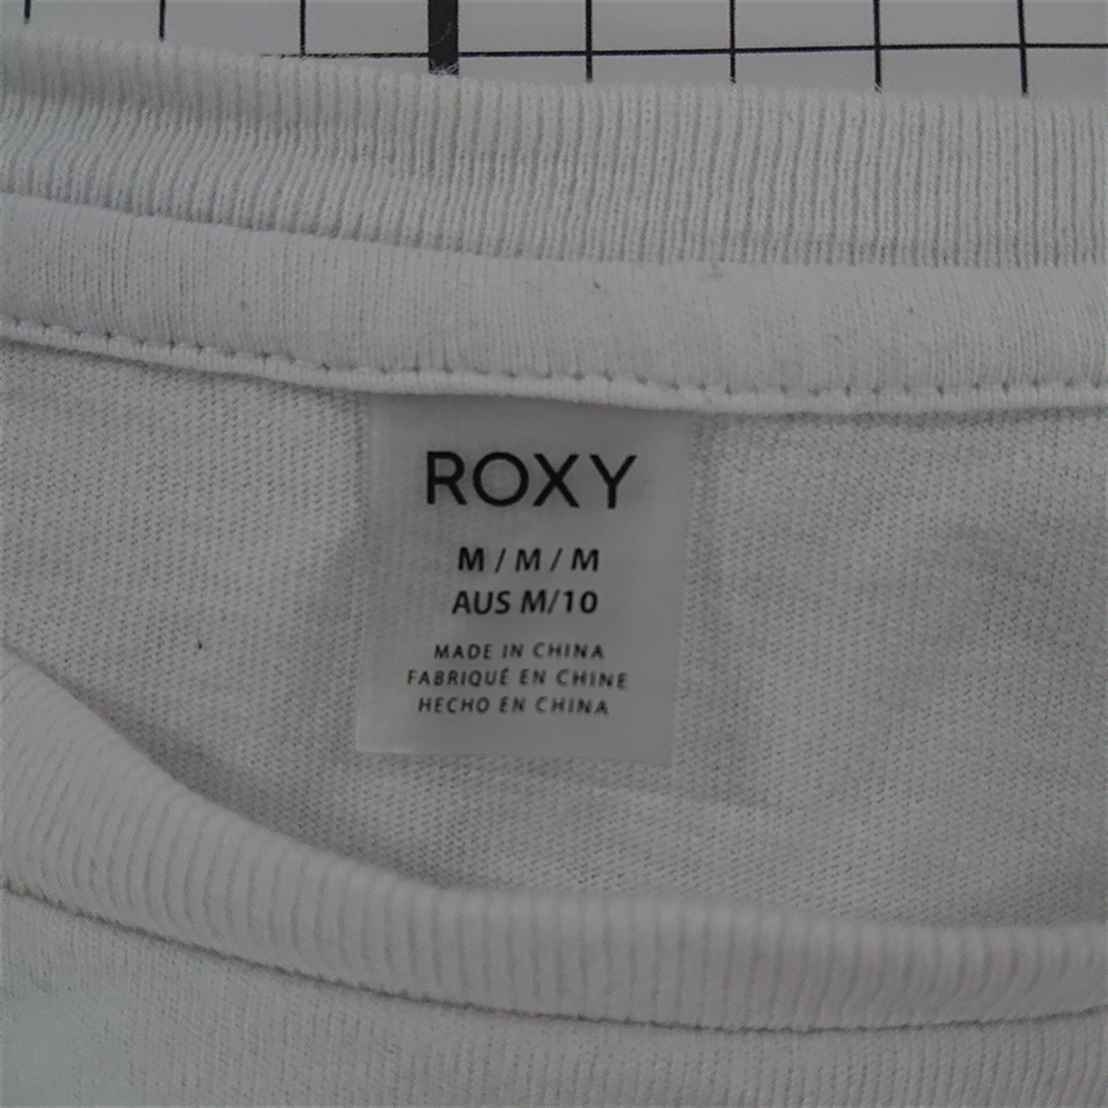 ROXY
M / M / M
AUS M/10
MADE IN CHINA
FABRIQUÉ EN CHINE
HECHO EN CHINA